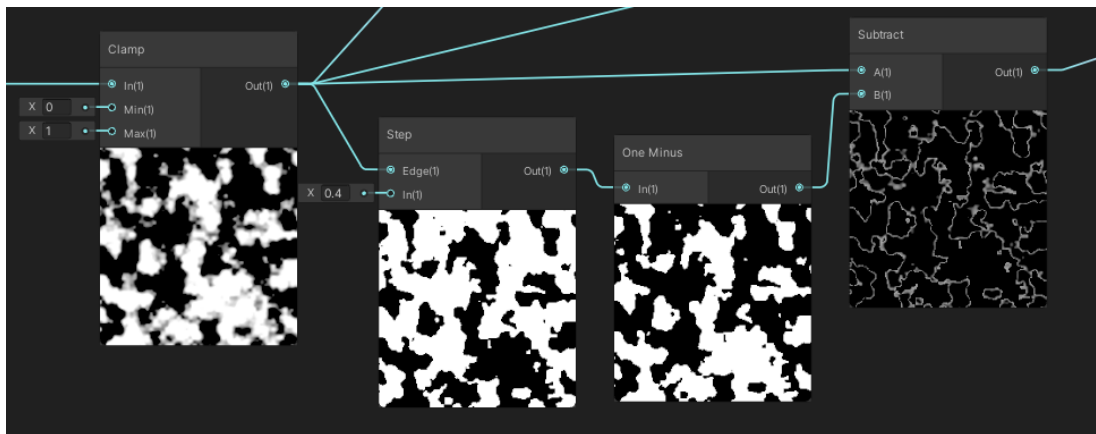 Clamp
In(1) Out(1)
X 0 Min(1)
X 1 Max(1)
Step
Edge(1) Out(1)
X 0.4 In(1)
One Minus
In(1) Out(1)
Subtract
A(1) Out(1)
B(1)